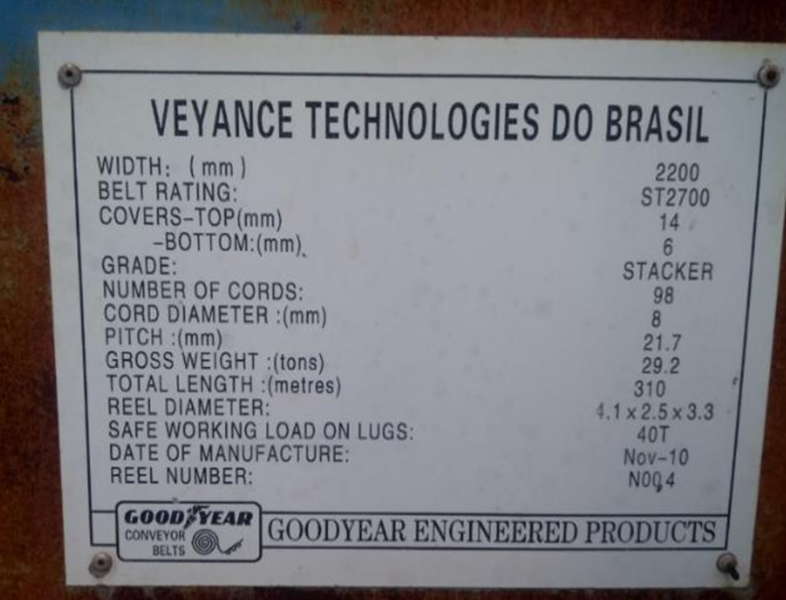 VEYANCE TECHNOLOGIES DO BRASIL
WIDTH: (mm) 2200
BELT RATING: ST2700
COVERS-TOP(mm) 14
-BOTTOM:(mm) 6
GRADE: STACKER
NUMBER OF CORDS: 98
CORD DIAMETER :(mm) 8
PITCH :(mm) 21.7
GROSS WEIGHT :(tons) 29.2
TOTAL LENGTH :(metres) 310
REEL DIAMETER: 4.1 x 2.5 x 3.3
SAFE WORKING LOAD ON LUGS: 40T
DATE OF MANUFACTURE: Nov-10
REEL NUMBER: N004
GOODYEAR
CONVEYOR
BELTS
GOODYEAR ENGINEERED PRODUCTS